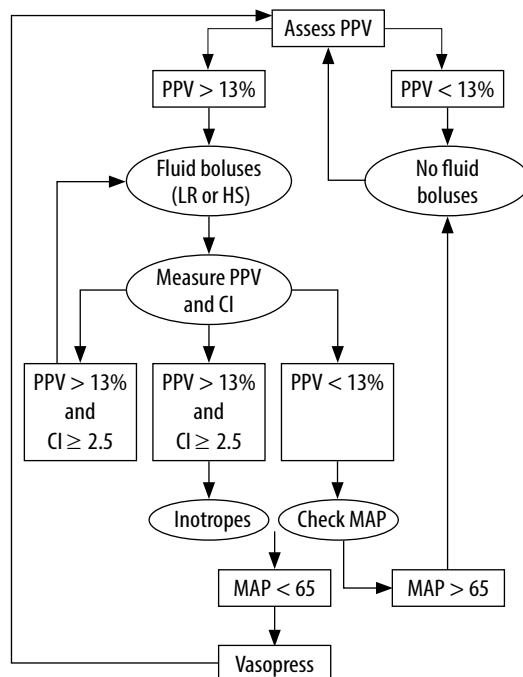 Assess PPV
PPV > 13%
PPV < 13%
Fluid boluses
(LR or HS)
No fluid
boluses
Measure PPV
and CI
PPV > 13%
and
CI ≥ 2.5
PPV > 13%
and
CI ≥ 2.5
PPV < 13%
Inotropes
Check MAP
MAP < 65
MAP > 65
Vasopress